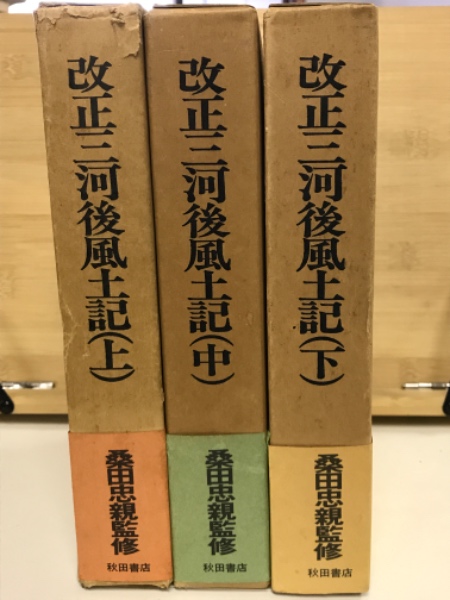 改正三河後風土記(上)
桑田忠親監修
秋田書店
改正三河後風土記(中)
桑田忠親監修
秋田書店
改正三河後風土記(下)
桑田忠親監修
秋田書店